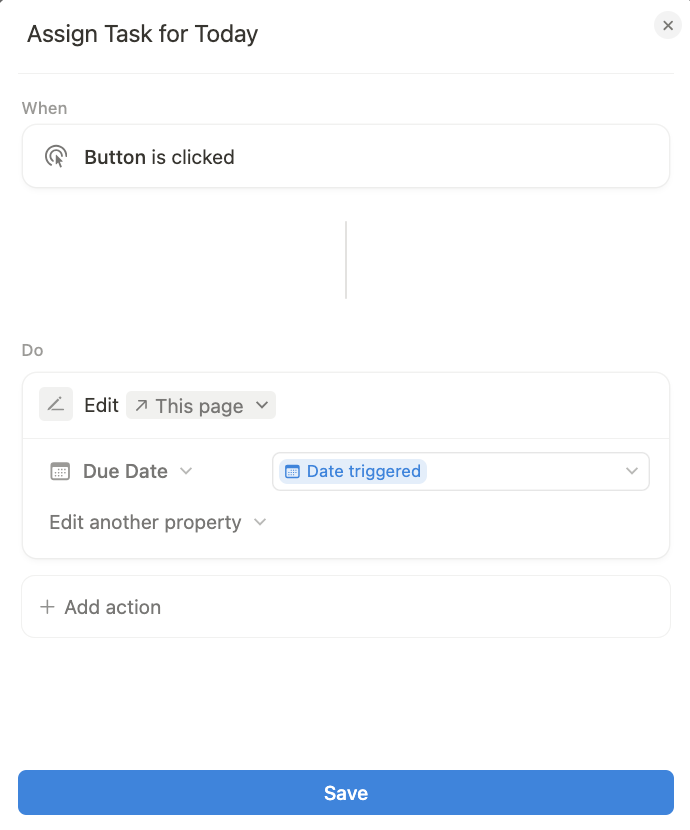 Assign Task for Today
When
Button is clicked
Do
Edit This page
Due Date Date triggered
Edit another property
Add action
Save